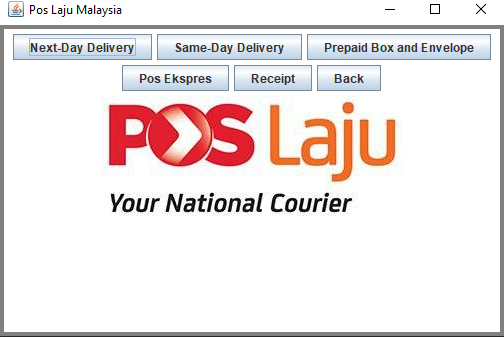 Pos Laju Malaysia
Next-Day Delivery Same-Day Delivery Prepaid Box and Envelope
Pos Ekspres Receipt Back
POS Laju
Your National Courier